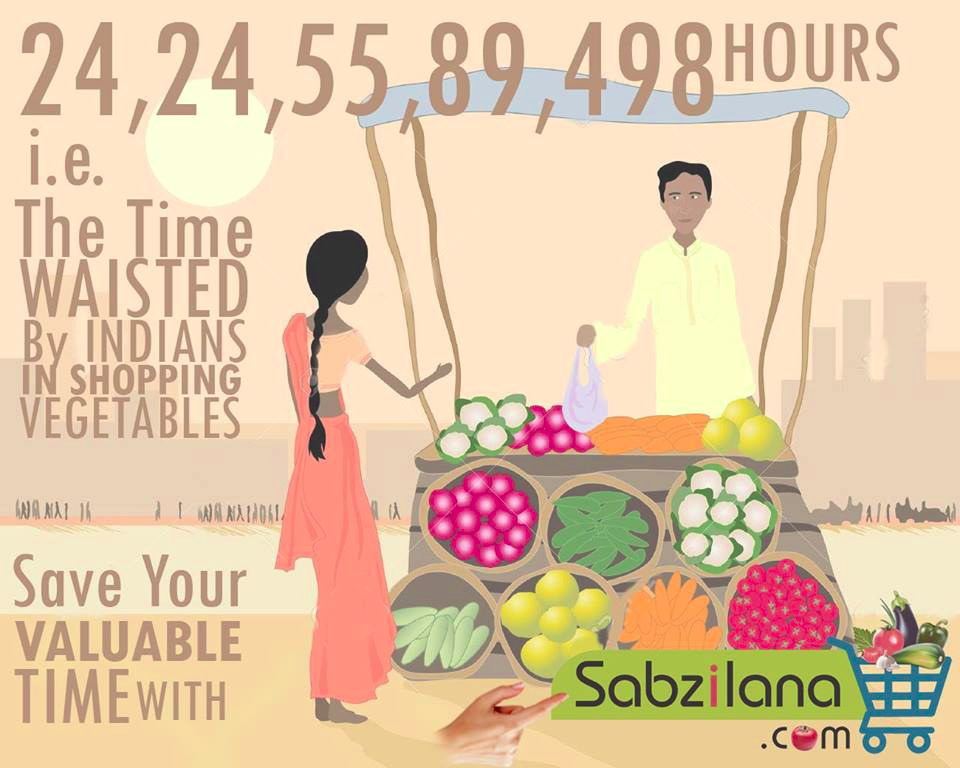 24,24,55,89,498 HOURS
i.e.
The Time
WAISTED
By INDIANS
IN SHOPPING
VEGETABLES
Save Your
VALUABLE
TIME WITH
Sabzilana
.com